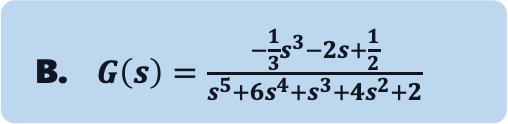 B. G(s) = (-1/3 s³ - 2s + 1/2) / (s⁵ + 6s⁴ + s³ + 4s² + 2)